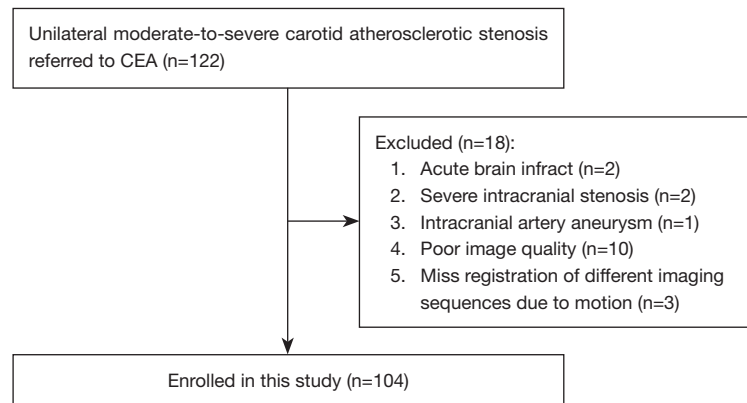 Unilateral moderate-to-severe carotid atherosclerotic stenosis
referred to CEA (n=122)
Excluded (n=18):
1. Acute brain infract (n=2)
2. Severe intracranial stenosis (n=2)
3. Intracranial artery aneurysm (n=1)
4. Poor image quality (n=10)
5. Miss registration of different imaging
sequences due to motion (n=3)
Enrolled in this study (n=104)